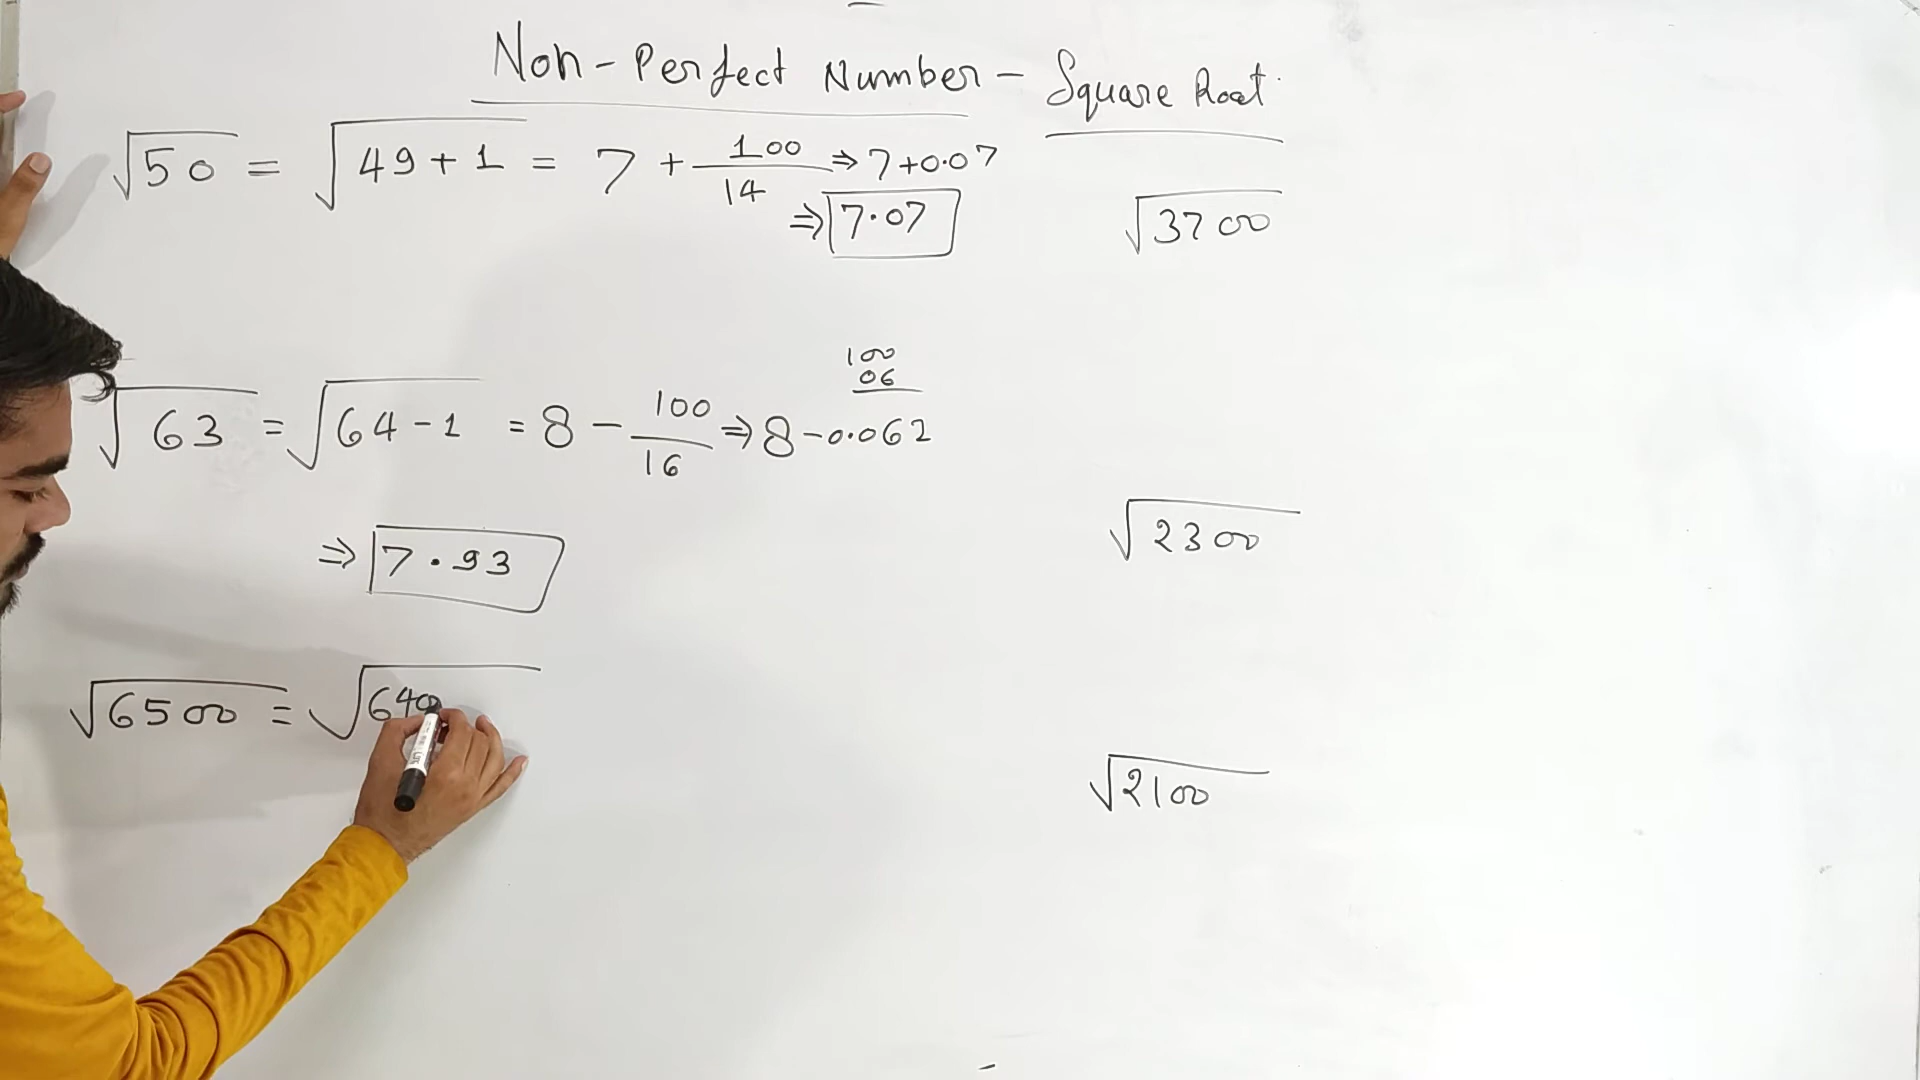 Non-Perfect Number - Square Root
√50 = √49+1 = 7 + 100/14 ⇒ 7+0.07
⇒ 7.07
√3700
100
06
√63 = √64-1 = 8 - 100/16 ⇒ 8-0.062
⇒ 7.93
√2300
√6500 = √640
√2100